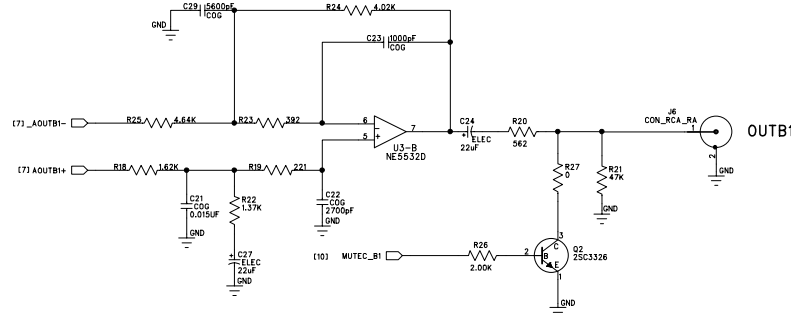 C29 5600pF
COG
GND
R24 4.02K
C23 1000pF
COG
[7]_AOUTB1-
R25 4.64K
R23 392
6
-
+
5
7
U3-B
NE5532D
C24
+
ELEC
22uF
R20
562
J6
CON_RCA_RA
1
2
GND
OUTB1
[7] AOUTB1+
R18 1.62K
R19 221
C21
COG
0.015UF
GND
R22
1.37K
+
C27
ELEC
22uF
GND
C22
COG
2700pF
GND
R27
0
R21
47K
GND
[10] MUTEC_B1
R26
2.00K
2
B
C
E
3
1
Q2
2SC3326
GND